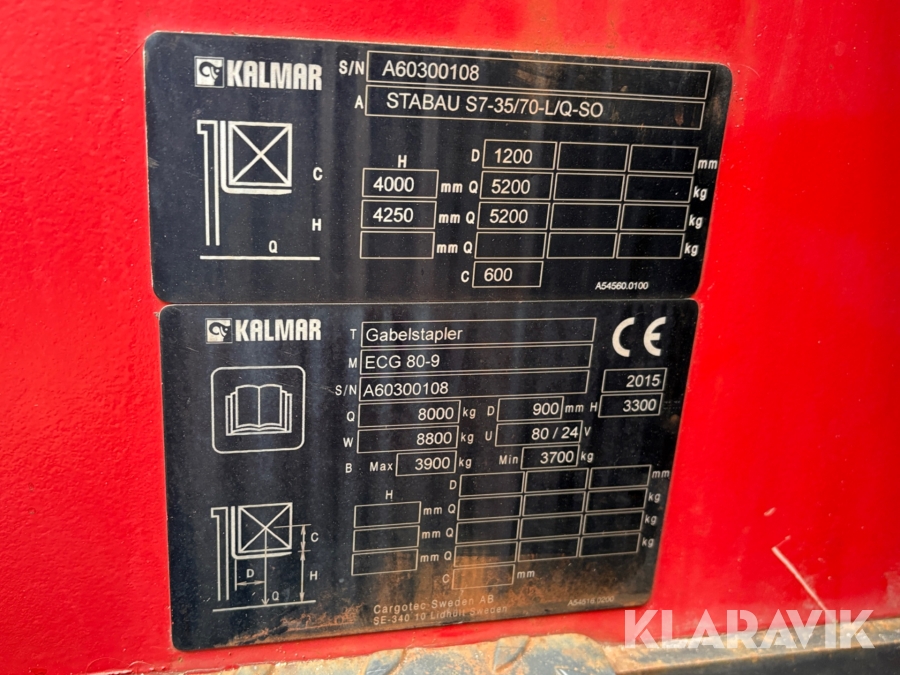 KALMAR S/N A60300108
A STABAU S7-35/70-L/Q-SO
H D 1200 mm
C 4000 mm Q 5200 kg
H 4250 mm Q 5200 kg
mm Q kg
Q C 600 A54560.0100
KALMAR T Gabelstapler CE
M ECG 80-9
S/N A60300108 2015
Q 8000 kg D 900 mm H 3300
W 8800 kg U 80 / 24 V
B Max 3900 kg Min 3700 kg
H D mm
mm Q kg
mm Q kg
mm Q kg
C mm
C
D H
Q
Cargotec Sweden AB A54516.0200
SE-340 10 Lidhult Sweden
KLARAVIK